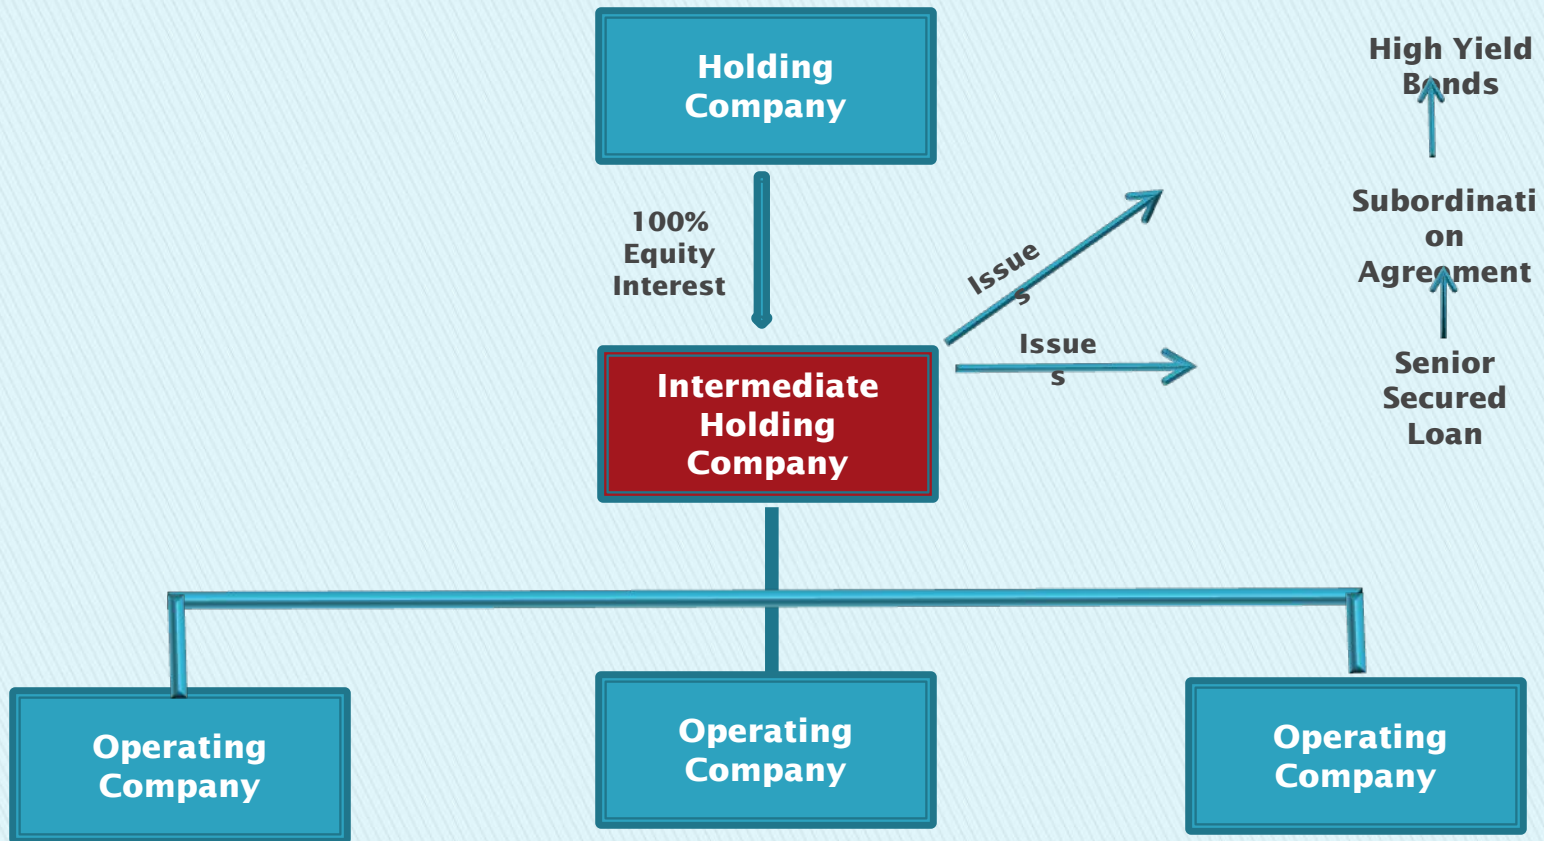 Holding
Company
High Yield
Bonds
100%
Equity
Interest
Subordinati
on
Agreement
Issue
s
Issue
s
Intermediate
Holding
Company
Senior
Secured
Loan
Operating
Company
Operating
Company
Operating
Company